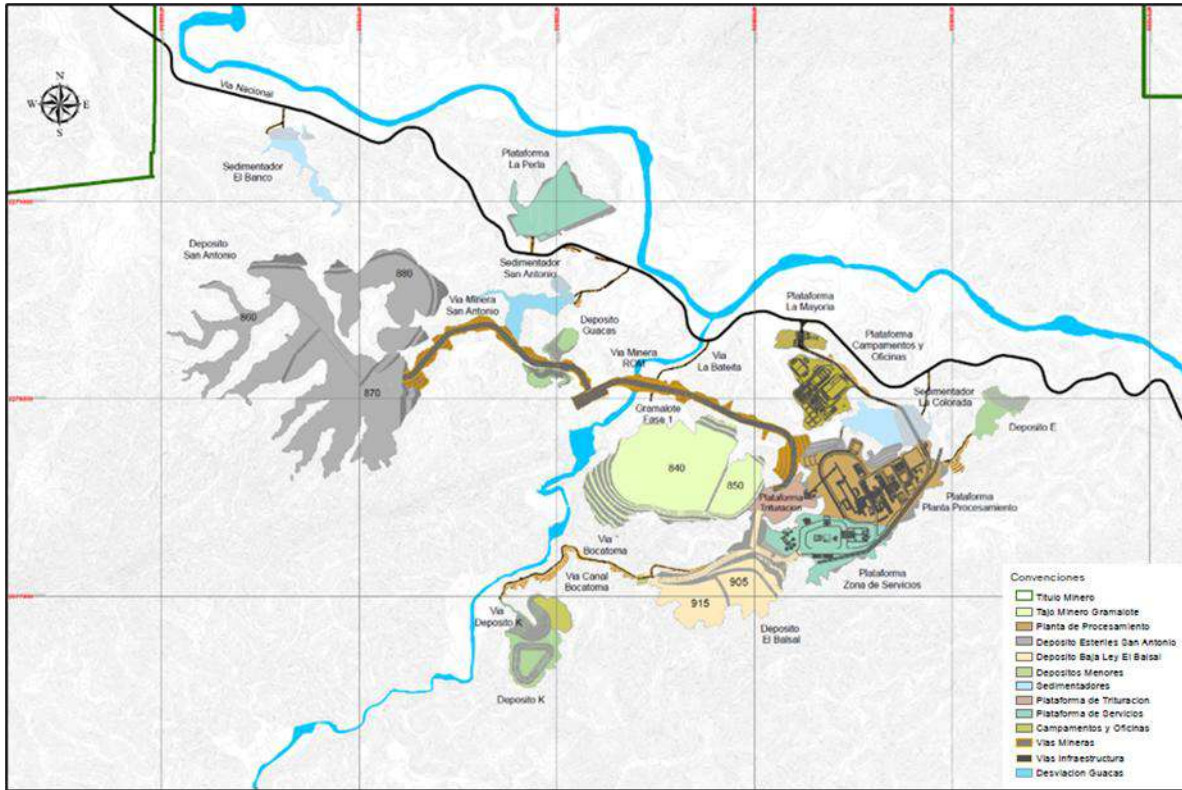 N
W
E
S
Via Nacional
Sedimentador
El Banco
Plataforma
La Perla
Deposito
San Antonio
Sedimentador
San Antonio
880
860
870
Via Minera
San Antonio
Deposito
Guacas
Via Minera
ROM
Via
La Bateita
Plataforma
La Mayoria
Plataforma
Campamentos y
Oficinas
Sedimentador
La Colorada
Deposito E
Gramalote
Fase 1
840
850
Plataforma
Trituracion
Plataforma
Planta Procesamiento
Via
Bocatoma
Via Canal
Bocatoma
Plataforma
Zona de Servicios
905
915
Deposito
El Balsal
Via
Deposito K
Deposito K
Convenciones
Titulo Minero
Tajo Minero Gramalote
Planta de Procesamiento
Deposito Esteriles San Antonio
Deposito Baja Ley El Balsal
Depositos Menores
Sedimentadores
Plataforma de Trituracion
Plataforma de Servicios
Campamentos y Oficinas
Vias Mineras
Vias Infraestructura
Desviacion Guacas